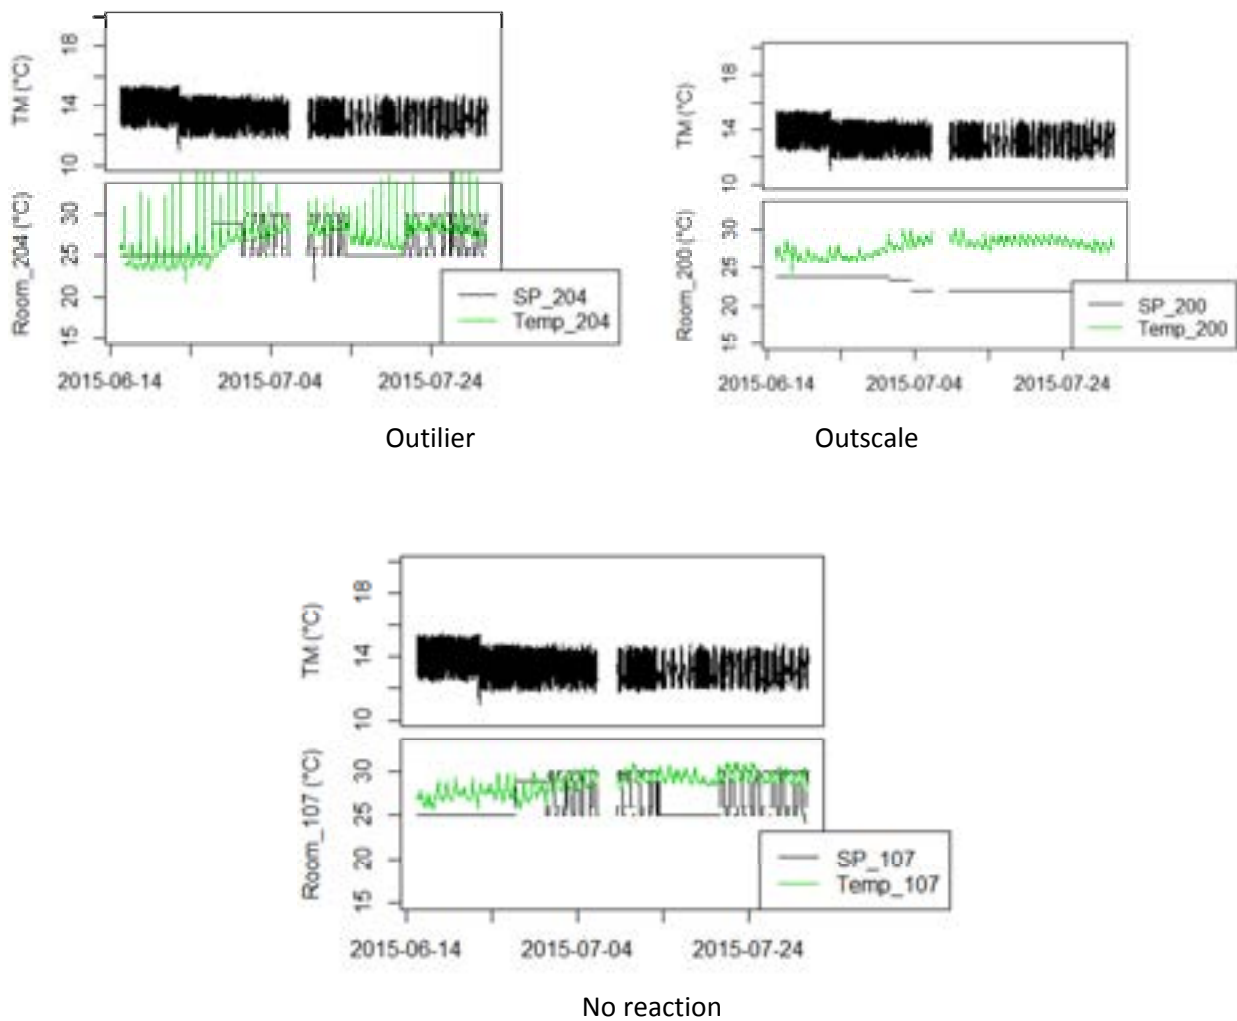 TM (°C)
18
14
10
Room_204 (°C)
30
25
20
15
SP_204
Temp_204
2015-06-14 2015-07-04 2015-07-24
Outilier
TM (°C)
18
14
10
Room_200 (°C)
30
25
20
15
SP_200
Temp_200
2015-06-14 2015-07-04 2015-07-24
Outscale
TM (°C)
18
14
10
Room_107 (°C)
30
25
20
15
SP_107
Temp_107
2015-06-14 2015-07-04 2015-07-24
No reaction